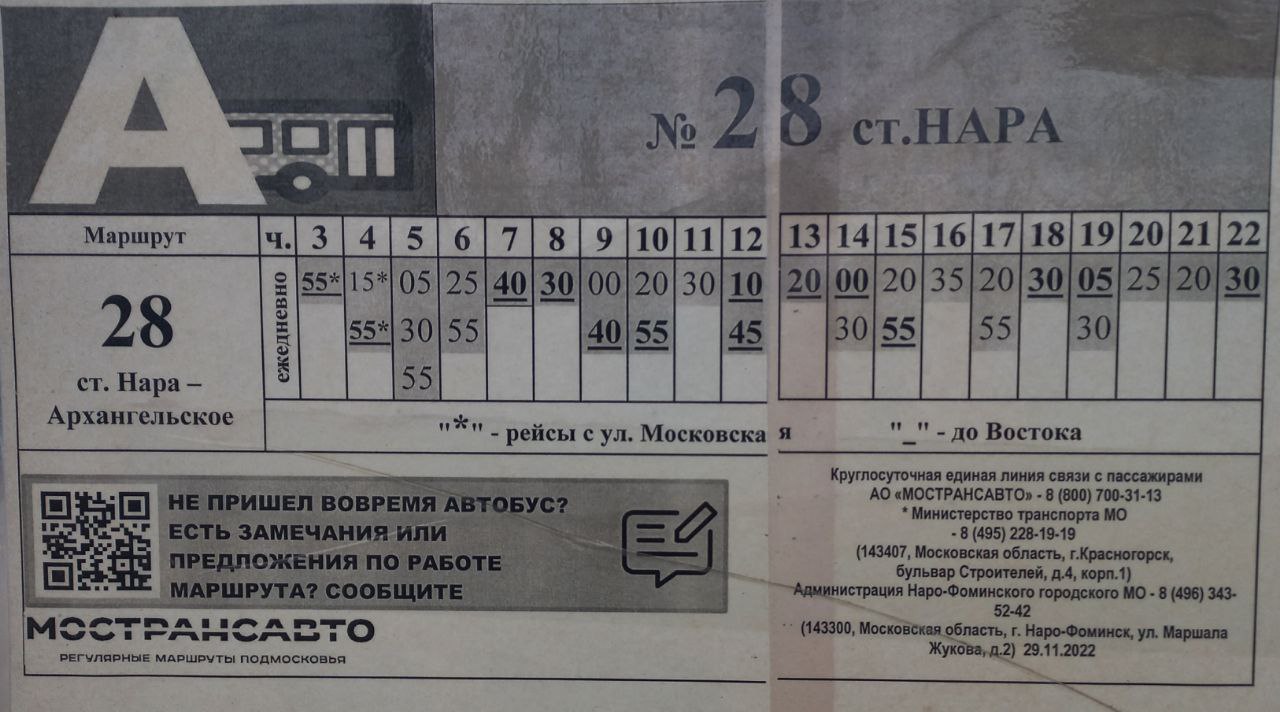 А
№ 28 ст.НАРА
Маршрут ч. 3 4 5 6 7 8 9 10 11 12 13 14 15 16 17 18 19 20 21 22
28
ст. Нара –
Архангельское
ежедневно
55* 15* 05 25 40 30 00 20 30 10 20 00 20 35 20 30 05 25 20 30
55* 30 55 40 55 45 30 55 55 30
55
"*" - рейсы с ул. Московская "_" - до Востока
НЕ ПРИШЕЛ ВОВРЕМЯ АВТОБУС?
ЕСТЬ ЗАМЕЧАНИЯ ИЛИ
ПРЕДЛОЖЕНИЯ ПО РАБОТЕ
МАРШРУТА? СООБЩИТЕ
МОСТРАНСАВТО
РЕГУЛЯРНЫЕ МАРШРУТЫ ПОДМОСКОВЬЯ
Круглосуточная единая линия связи с пассажирами
АО «МОСТРАНСАВТО» - 8 (800) 700-31-13
* Министерство транспорта МО
- 8 (495) 228-19-19
(143407, Московская область, г.Красногорск,
бульвар Строителей, д.4, корп.1)
Администрация Наро-Фоминского городского МО - 8 (496) 343-
52-42
(143300, Московская область, г. Наро-Фоминск, ул. Маршала
Жукова, д.2) 29.11.2022